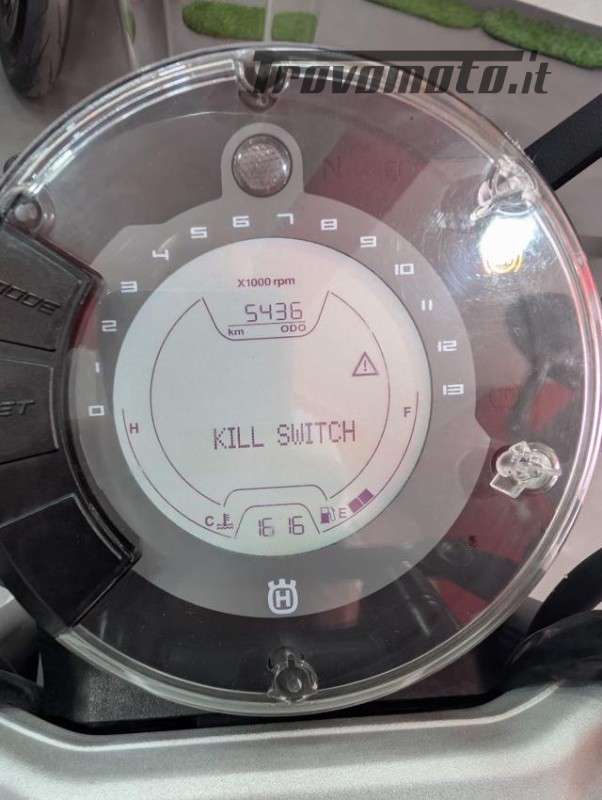 Trovomoto.it
N
6 7 8
5 9
4 10
3 11
2 12
1 13
0
X1000 rpm
5436
km ODO
MODE
H F
KILL SWITCH
C E
16 16
H